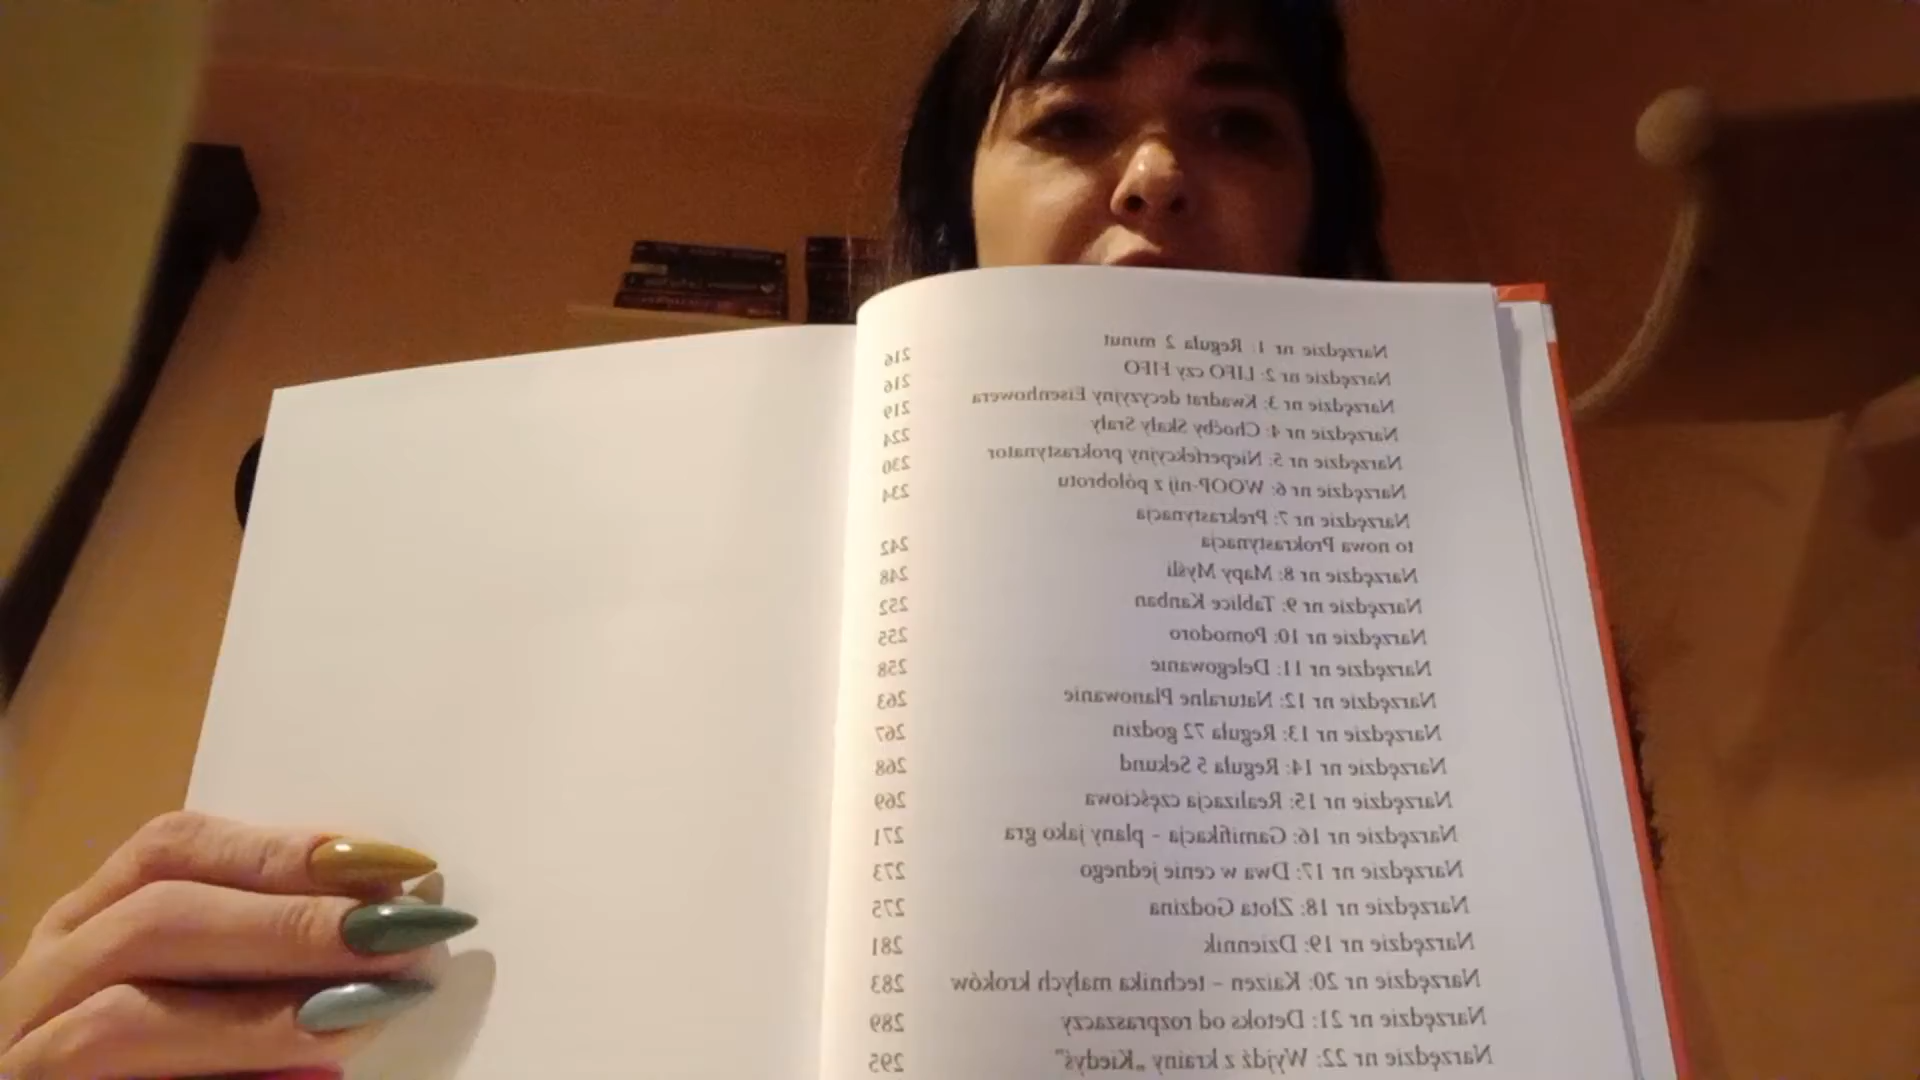 Narzędzie nr 1: Reguła 2 minut 216
Narzędzie nr 2: LIFO czy FIFO 216
Narzędzie nr 3: Kwadrat decyzyjny Eisenhowera 219
Narzędzie nr 4: Choćby Skały Srały 224
Narzędzie nr 5: Nieperfekcyjny prokrastynator 230
Narzędzie nr 6: WOOP-nij z półobrotu 234
Narzędzie nr 7: Prekrastynacja
to nowa Prokrastynacja 242
Narzędzie nr 8: Mapy Myśli 248
Narzędzie nr 9: Tablice Kanban 252
Narzędzie nr 10: Pomodoro 255
Narzędzie nr 11: Delegowanie 258
Narzędzie nr 12: Naturalne Planowanie 263
Narzędzie nr 13: Reguła 72 godzin 267
Narzędzie nr 14: Reguła 5 Sekund 268
Narzędzie nr 15: Realizacja częściowa 269
Narzędzie nr 16: Gamifikacja – plany jako gra 271
Narzędzie nr 17: Dwa w cenie jednego 273
Narzędzie nr 18: Złota Godzina 275
Narzędzie nr 19: Dziennik 281
Narzędzie nr 20: Kaizen – technika małych kroków 283
Narzędzie nr 21: Detoks od rozpraszaczy 289
Narzędzie nr 22: Wyjdź z krainy „Kiedyś” 295